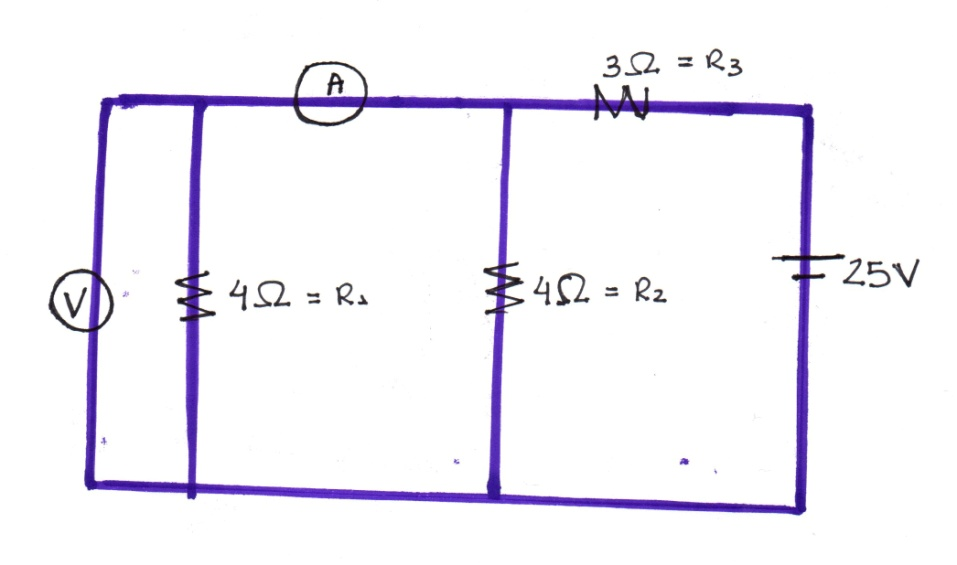 3Ω = R3
A
V
4Ω = R1
4Ω = R2
25V